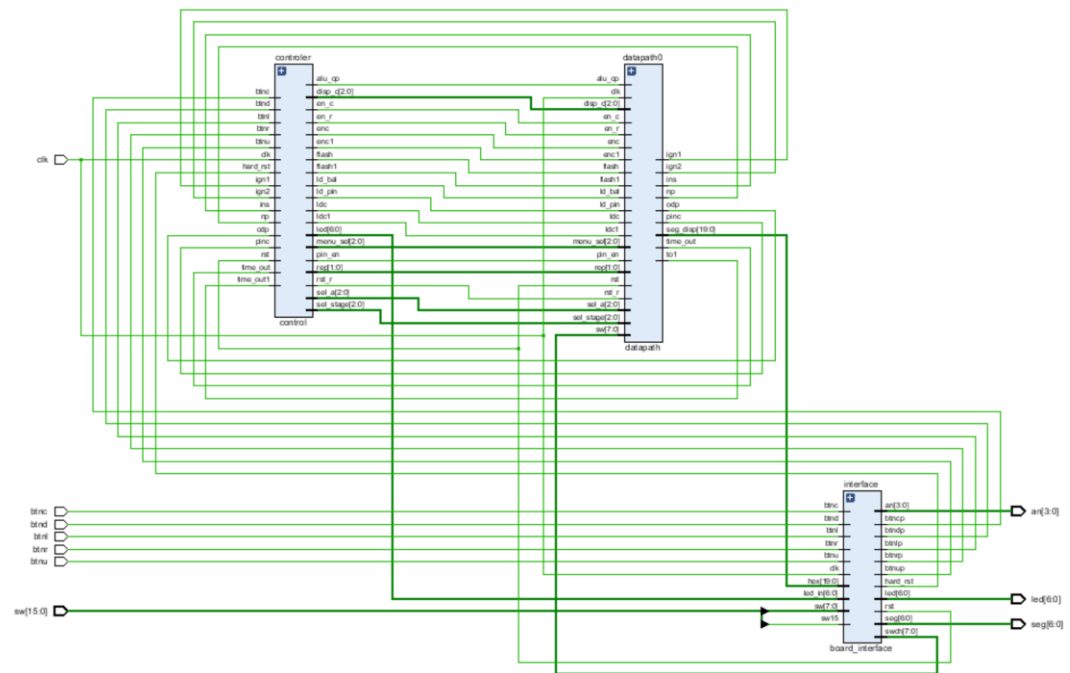 controler
btnc
btnd
btnl
btnr
btnu
clk
hard_rst
ign1
ign2
ins
np
odp
pinc
rst
time_out
time_out1
alu_op
disp_d[2:0]
en_c
en_r
enc
enc1
flash
flash1
ld_bal
ld_pin
ldc
ldc1
led[6:0]
menu_sel[2:0]
pin_en
rep[1:0]
rst_r
sel_a[2:0]
sel_stage[2:0]
control
datapath0
alu_op
clk
disp_d[2:0]
en_c
en_r
enc
enc1
flash
flash1
ld_bal
ld_pin
ldc
ldc1
menu_sel[2:0]
pin_en
rep[1:0]
rst
rst_r
sel_a[2:0]
sel_stage[2:0]
sw[7:0]
ign1
ign2
ins
np
odp
pinc
seg_disp[19:0]
time_out
to1
datapath
clk
btnc
btnd
btnl
btnr
btnu
sw[15:0]
interface
btnc
btnd
btnl
btnr
btnu
clk
hex[19:0]
led_in[6:0]
sw[7:0]
sw15
an[3:0]
btncp
btndp
btnlp
btnrp
btnup
hard_rst
led[6:0]
rst
seg[6:0]
swch[7:0]
board_interface
an[3:0]
led[6:0]
seg[6:0]